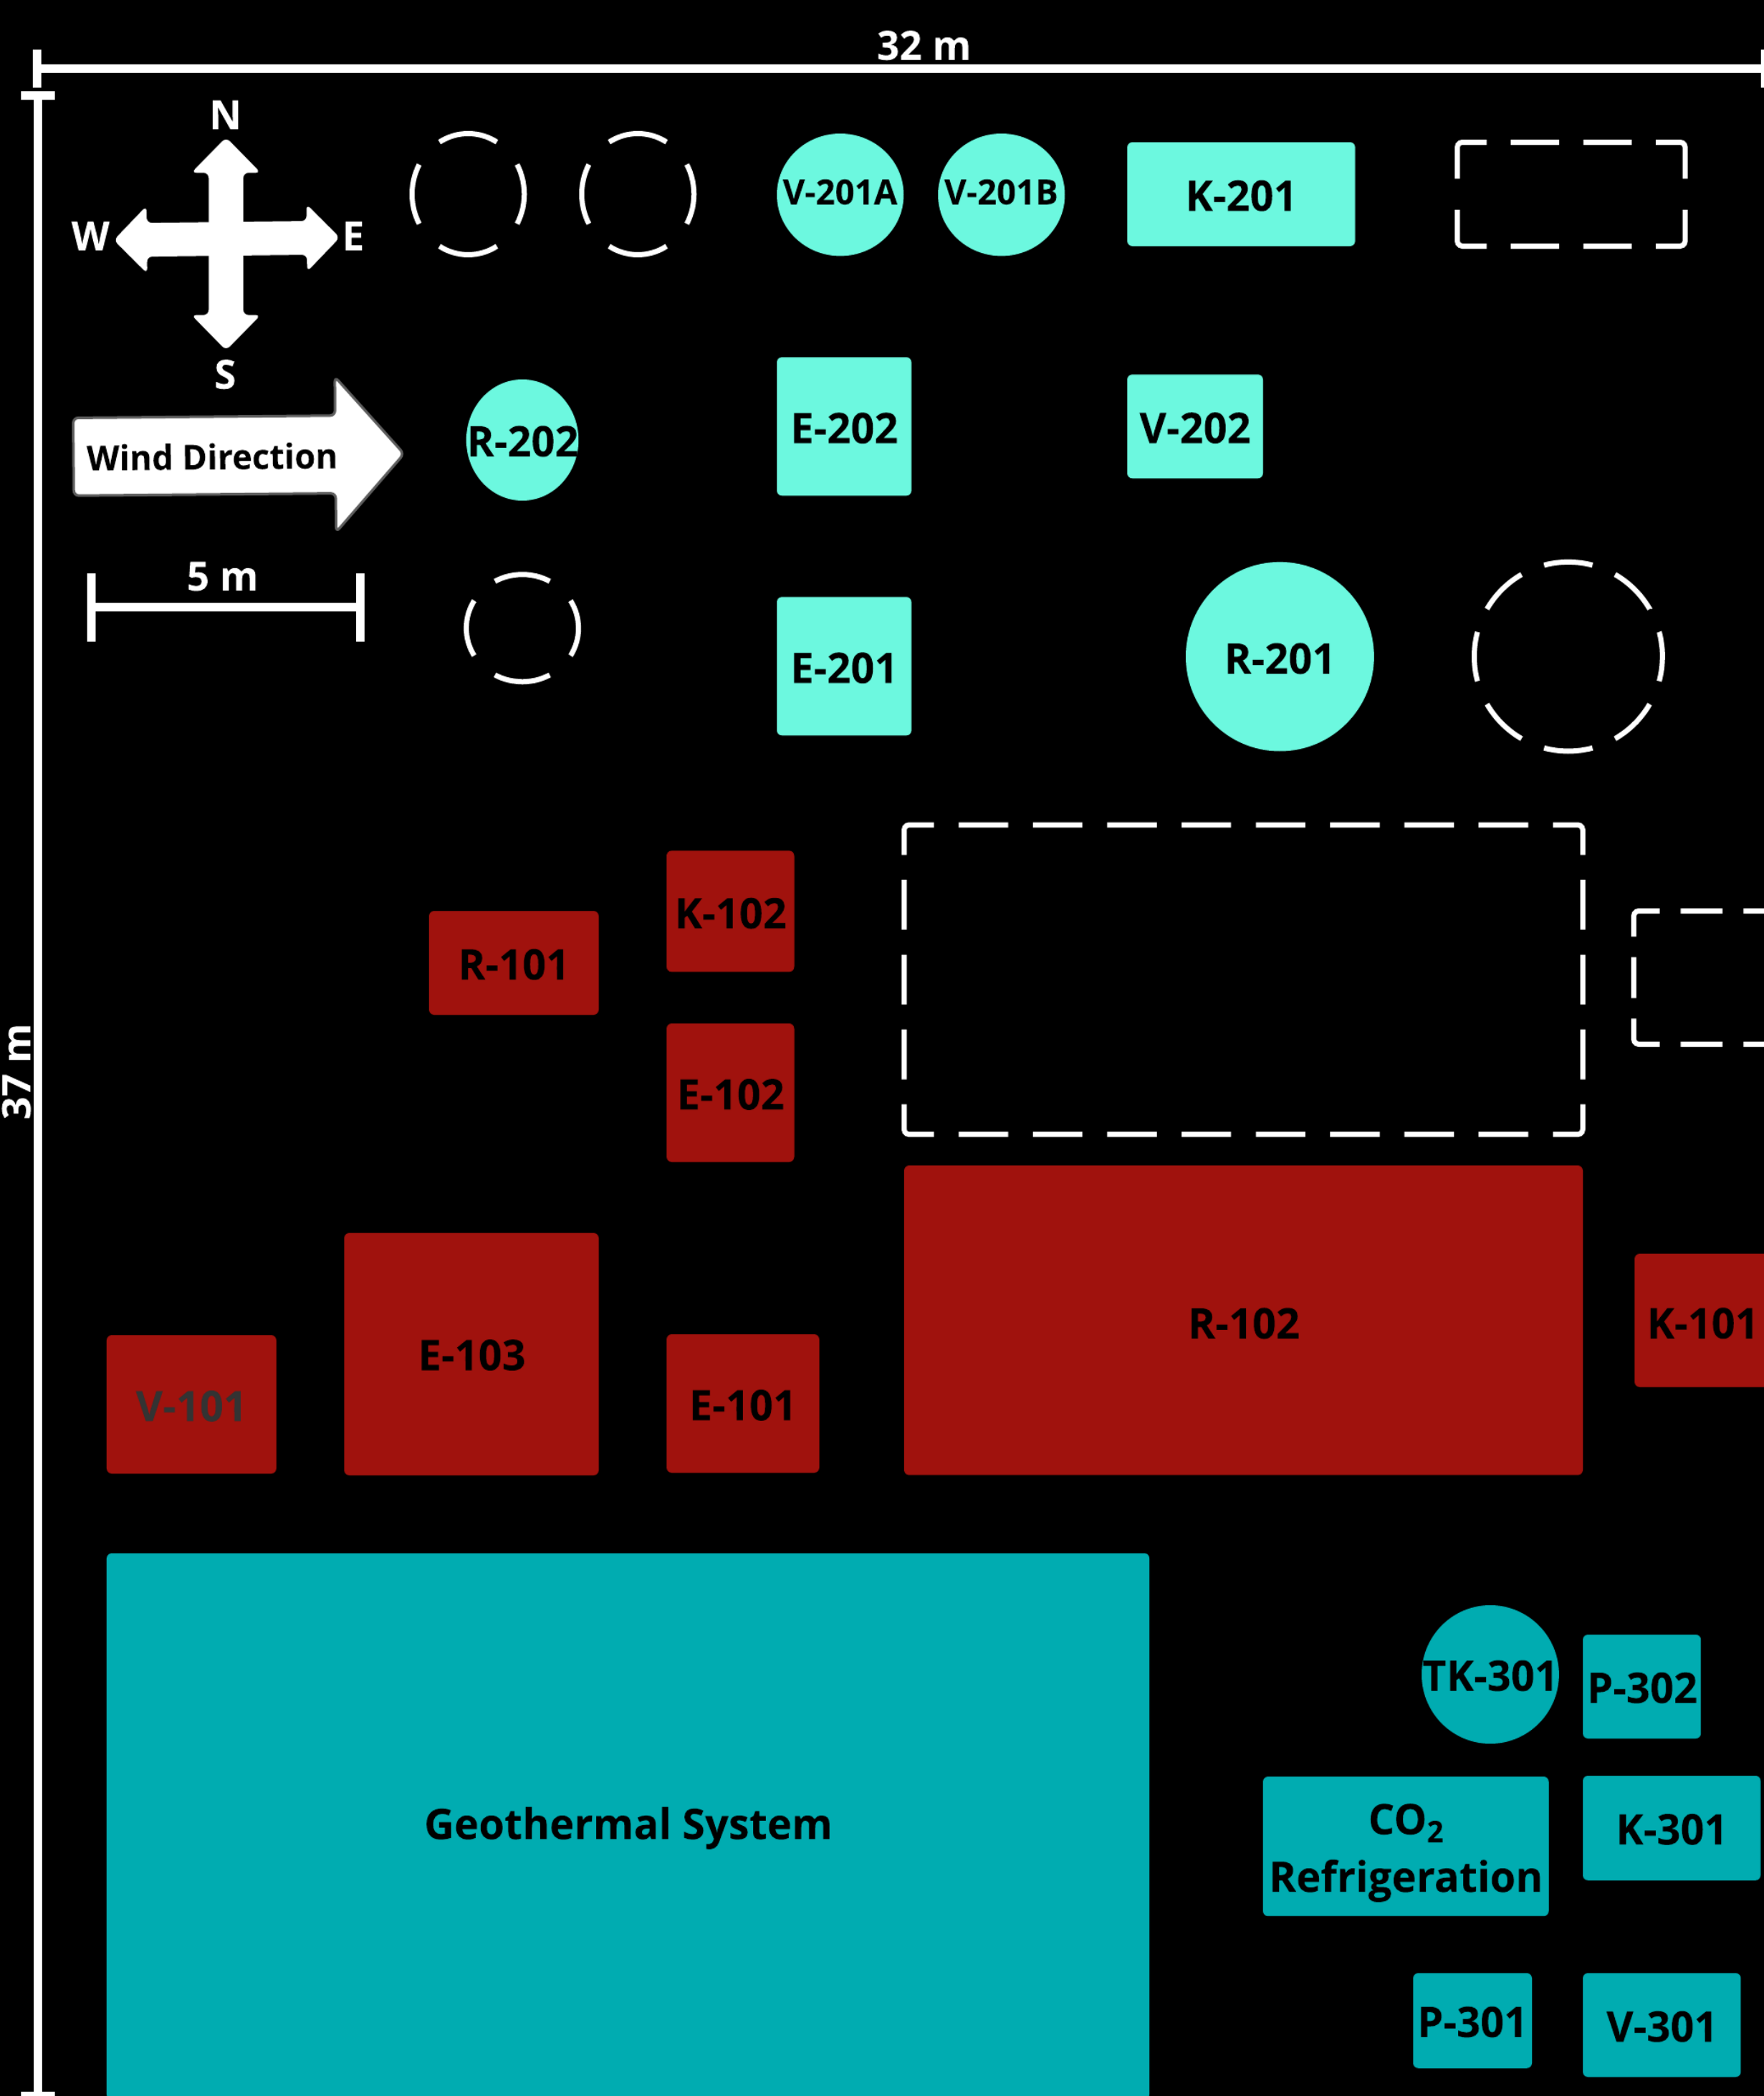 32 m
N
W
E
S
V-201A
V-201B
K-201
Wind Direction
R-202
E-202
V-202
5 m
E-201
R-201
K-102
R-101
37 m
E-102
R-102
K-101
E-103
V-101
E-101
TK-301
P-302
Geothermal System
CO₂
Refrigeration
K-301
P-301
V-301